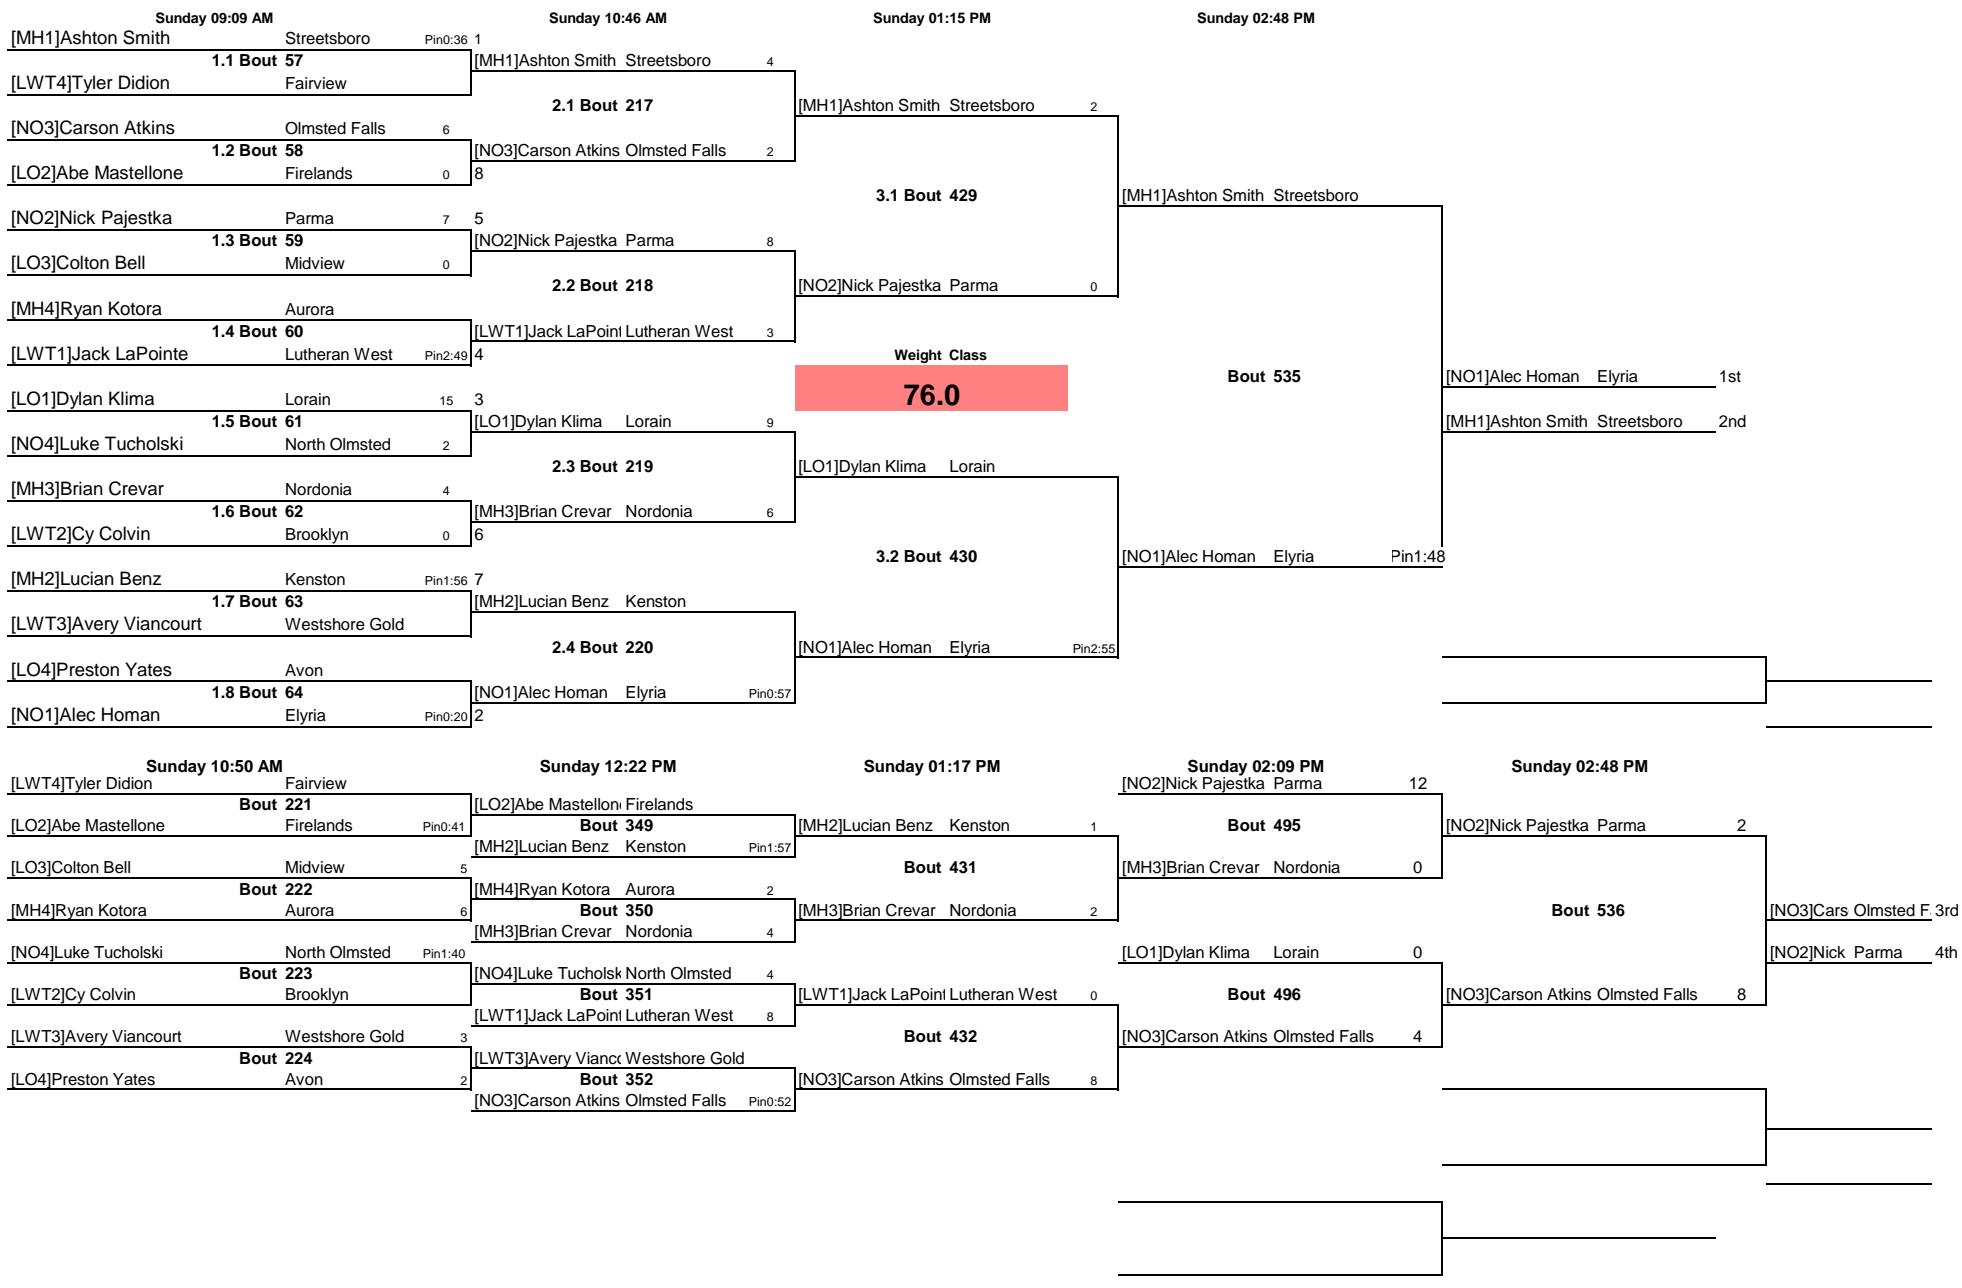 Sunday 09:09 AM Sunday 10:46 AM Sunday 01:15 PM Sunday 02:48 PM
[MH1]Ashton Smith Streetsboro Pin0:36 1
1.1 Bout 57 [MH1]Ashton Smith Streetsboro 4
[LWT4]Tyler Didion Fairview
2.1 Bout 217 [MH1]Ashton Smith Streetsboro 2
[NO3]Carson Atkins Olmsted Falls 6
1.2 Bout 58 [NO3]Carson Atkins Olmsted Falls 2
[LO2]Abe Mastellone Firelands 0 8
3.1 Bout 429 [MH1]Ashton Smith Streetsboro
[NO2]Nick Pajestka Parma 7 5
1.3 Bout 59 [NO2]Nick Pajestka Parma 8
[LO3]Colton Bell Midview 0
2.2 Bout 218 [NO2]Nick Pajestka Parma 0
[MH4]Ryan Kotora Aurora
1.4 Bout 60 [LWT1]Jack LaPoint Lutheran West 3
[LWT1]Jack LaPointe Lutheran West Pin2:49 4 Weight Class
Bout 535 [NO1]Alec Homan Elyria 1st
[LO1]Dylan Klima Lorain 15 3 76.0
1.5 Bout 61 [LO1]Dylan Klima Lorain 9 [MH1]Ashton Smith Streetsboro 2nd
[NO4]Luke Tucholski North Olmsted 2
2.3 Bout 219 [LO1]Dylan Klima Lorain
[MH3]Brian Crevar Nordonia 4
1.6 Bout 62 [MH3]Brian Crevar Nordonia 6
[LWT2]Cy Colvin Brooklyn 0 6
3.2 Bout 430 [NO1]Alec Homan Elyria Pin1:48
[MH2]Lucian Benz Kenston Pin1:56 7
1.7 Bout 63 [MH2]Lucian Benz Kenston
[LWT3]Avery Viancourt Westshore Gold
2.4 Bout 220 [NO1]Alec Homan Elyria Pin2:55
[LO4]Preston Yates Avon
1.8 Bout 64 [NO1]Alec Homan Elyria Pin0:57
[NO1]Alec Homan Elyria Pin0:20 2
Sunday 10:50 AM Sunday 12:22 PM Sunday 01:17 PM Sunday 02:09 PM Sunday 02:48 PM
[LWT4]Tyler Didion Fairview [NO2]Nick Pajestka Parma 12
Bout 221 [LO2]Abe Mastellon Firelands
[LO2]Abe Mastellone Firelands Pin0:41 Bout 349 [MH2]Lucian Benz Kenston 1 Bout 495 [NO2]Nick Pajestka Parma 2
[MH2]Lucian Benz Kenston Pin1:57
[LO3]Colton Bell Midview 5 Bout 431 [MH3]Brian Crevar Nordonia 0
Bout 222 [MH4]Ryan Kotora Aurora 2
[MH4]Ryan Kotora Aurora 6 Bout 350 [MH3]Brian Crevar Nordonia 2 Bout 536 [NO3]Cars Olmsted F 3rd
[MH3]Brian Crevar Nordonia 4
[NO4]Luke Tucholski North Olmsted Pin1:40 [LO1]Dylan Klima Lorain 0 [NO2]Nick Parma 4th
Bout 223 [NO4]Luke Tucholsk North Olmsted 4
[LWT2]Cy Colvin Brooklyn Bout 351 [LWT1]Jack LaPoint Lutheran West 0 Bout 496 [NO3]Carson Atkins Olmsted Falls 8
[LWT1]Jack LaPoint Lutheran West 8
[LWT3]Avery Viancourt Westshore Gold 3 Bout 432 [NO3]Carson Atkins Olmsted Falls 4
Bout 224 [LWT3]Avery Vianc Westshore Gold
[LO4]Preston Yates Avon 2 Bout 352 [NO3]Carson Atkins Olmsted Falls 8
[NO3]Carson Atkins Olmsted Falls Pin0:52